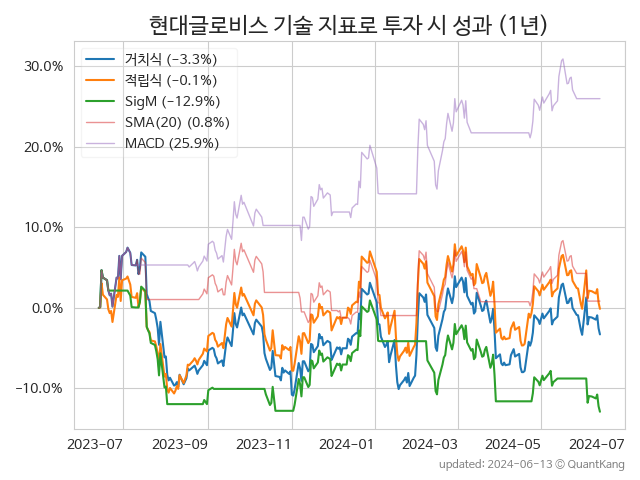 현대글로비스 기술 지표로 투자 시 성과 (1년)
거치식 (−3.3%)
적립식 (−0.1%)
SigM (−12.9%)
SMA(20) (0.8%)
MACD (25.9%)
30.0%
20.0%
10.0%
0.0%
−10.0%
2023-07
2023-09
2023-11
2024-01
2024-03
2024-05
2024-07
updated: 2024-06-13 ⓒ QuantKang